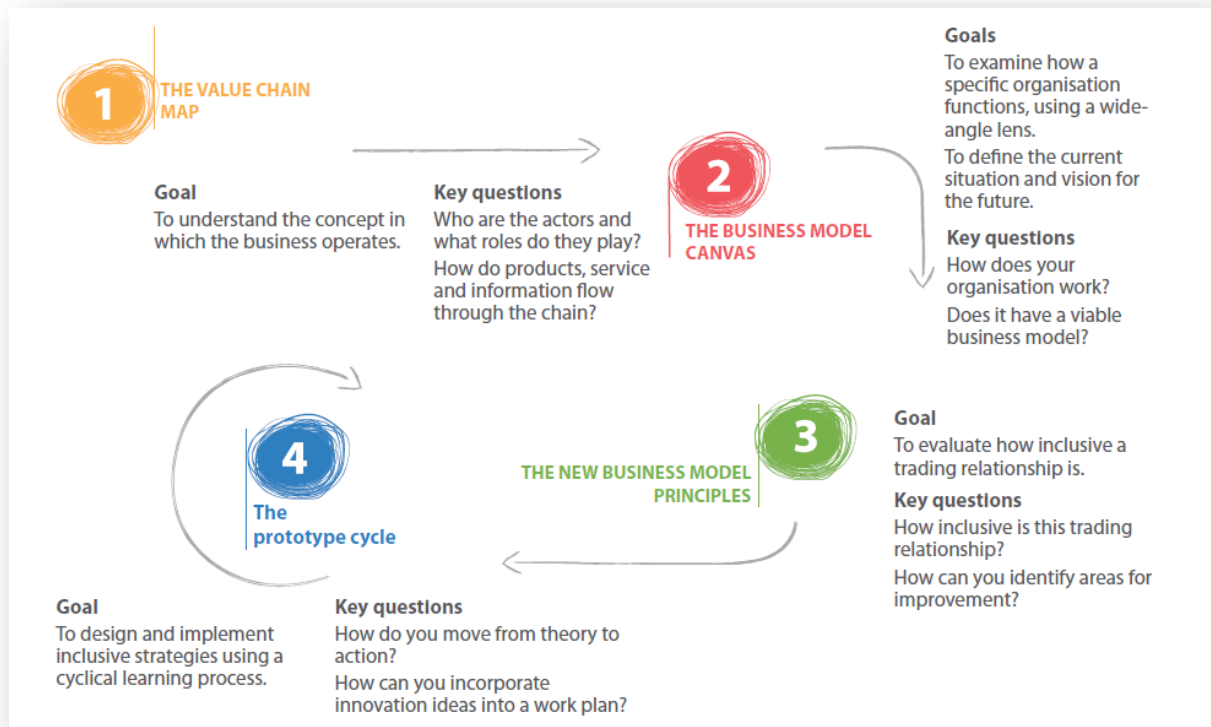 1
THE VALUE CHAIN
MAP
Goal
To understand the concept in
which the business operates.
Key questions
Who are the actors and
what roles do they play?
How do products, service
and information flow
through the chain?
2
THE BUSINESS MODEL
CANVAS
Goals
To examine how a
specific organisation
functions, using a wide-
angle lens.
To define the current
situation and vision for
the future.
Key questions
How does your
organisation work?
Does it have a viable
business model?
3
THE NEW BUSINESS MODEL
PRINCIPLES
Goal
To evaluate how inclusive a
trading relationship is.
Key questions
How inclusive is this trading
relationship?
How can you identify areas for
improvement?
4
The
prototype cycle
Goal
To design and implement
inclusive strategies using a
cyclical learning process.
Key questions
How do you move from theory to
action?
How can you incorporate
innovation ideas into a work plan?